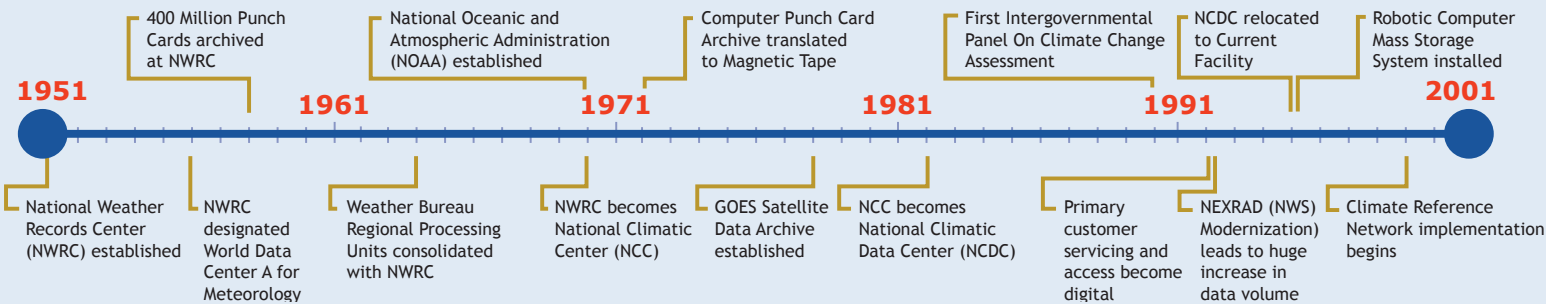 400 Million Punch
Cards archived
at NWRC
National Oceanic and
Atmospheric Administration
(NOAA) established
Computer Punch Card
Archive translated
to Magnetic Tape
First Intergovernmental
Panel On Climate Change
Assessment
NCDC relocated
to Current
Facility
Robotic Computer
Mass Storage
System installed
1951
1961
1971
1981
1991
2001
National Weather
Records Center
(NWRC) established
NWRC
designated
World Data
Center A for
Meteorology
Weather Bureau
Regional Processing
Units consolidated
with NWRC
NWRC becomes
National Climatic
Center (NCC)
GOES Satellite
Data Archive
established
NCC becomes
National Climatic
Data Center (NCDC)
Primary
customer
servicing and
access become
digital
NEXRAD (NWS)
Modernization)
leads to huge
increase in
data volume
Climate Reference
Network implementation
begins